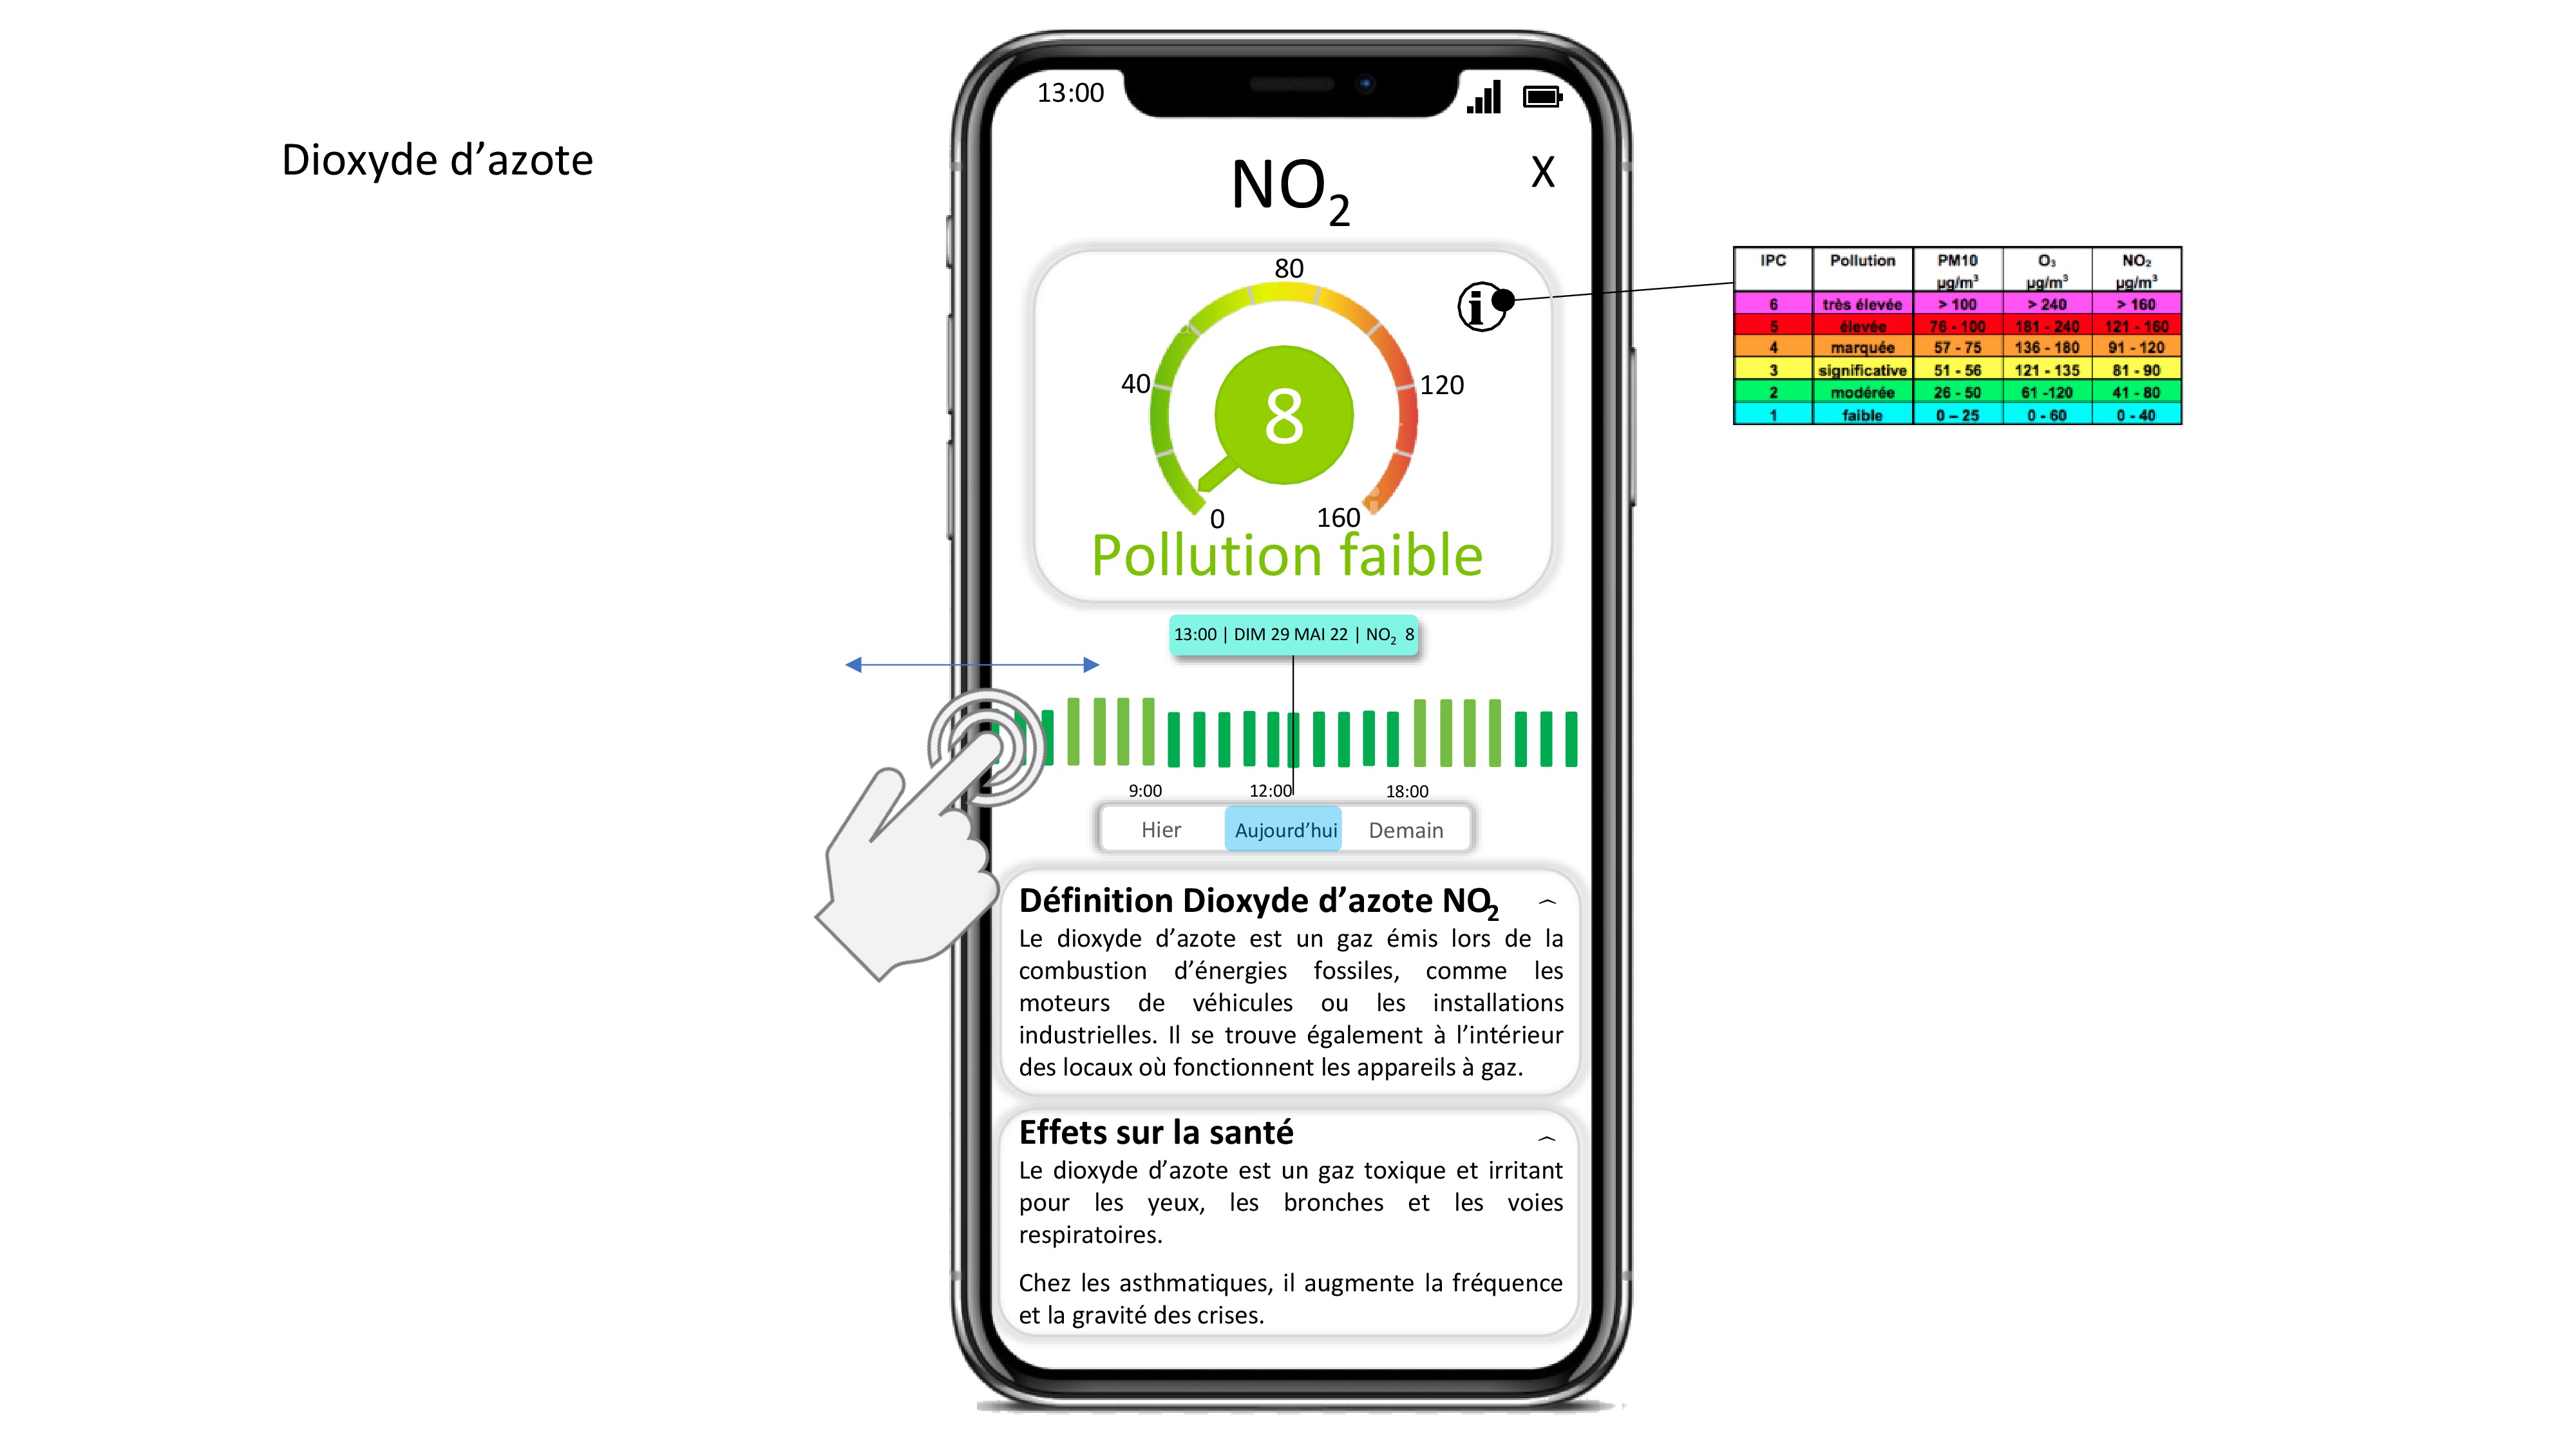 Dioxyde d’azote
13:00
NO2
X
80
40
120
8
0
160
Pollution faible
13:00 | DIM 29 MAI 22 | NO2 8
9:00
12:00
18:00
Hier
Aujourd’hui
Demain
Définition Dioxyde d’azote NO2
Le dioxyde d’azote est un gaz émis lors de la
combustion d’énergies fossiles, comme les
moteurs de véhicules ou les installations
industrielles. Il se trouve également à l’intérieur
des locaux où fonctionnent les appareils à gaz.
Effets sur la santé
Le dioxyde d’azote est un gaz toxique et irritant
pour les yeux, les bronches et les voies
respiratoires.
Chez les asthmatiques, il augmente la fréquence
et la gravité des crises.
IPC Pollution PM10 O3 NO2
µg/m³ µg/m³ µg/m³
6 très élevée > 100 > 240 > 160
5 élevée 76 - 100 181 - 240 121 - 160
4 marquée 57 - 75 136 - 180 91 - 120
3 significative 51 - 56 121 - 135 81 - 90
2 modérée 26 - 50 61 -120 41 - 80
1 faible 0 – 25 0 - 60 0 - 40